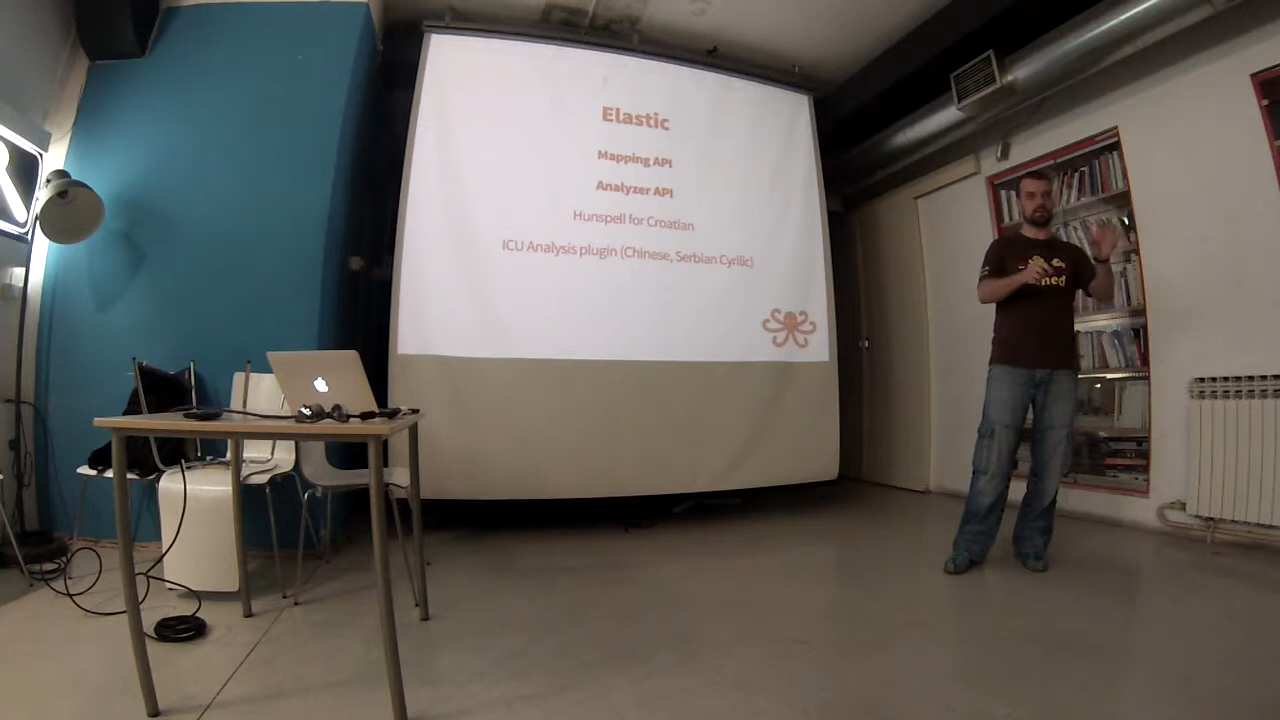 Elastic
Mapping API
Analyzer API
Hunspell for Croatian
ICU Analysis plugin (Chinese, Serbian Cyrilic)